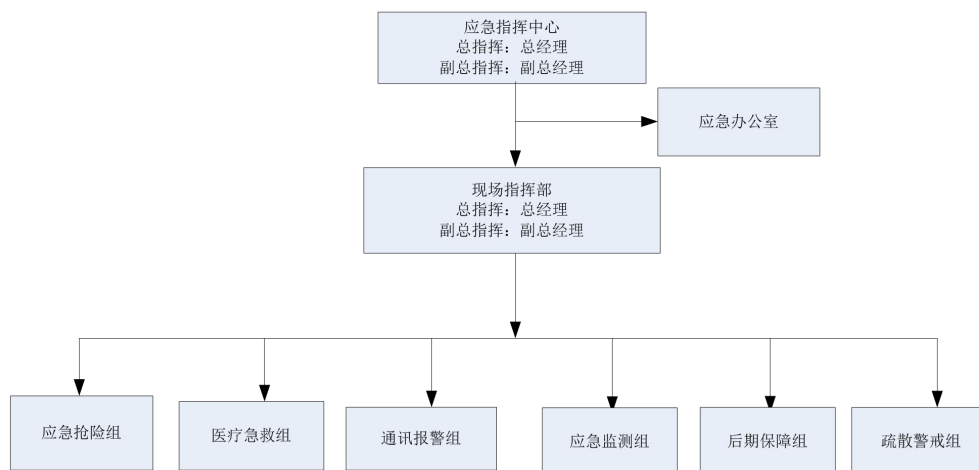 应急指挥中心
总指挥：总经理
副总指挥：副总经理
应急办公室
现场指挥部
总指挥：总经理
副总指挥：副总经理
应急抢险组
医疗急救组
通讯报警组
应急监测组
后期保障组
疏散警戒组